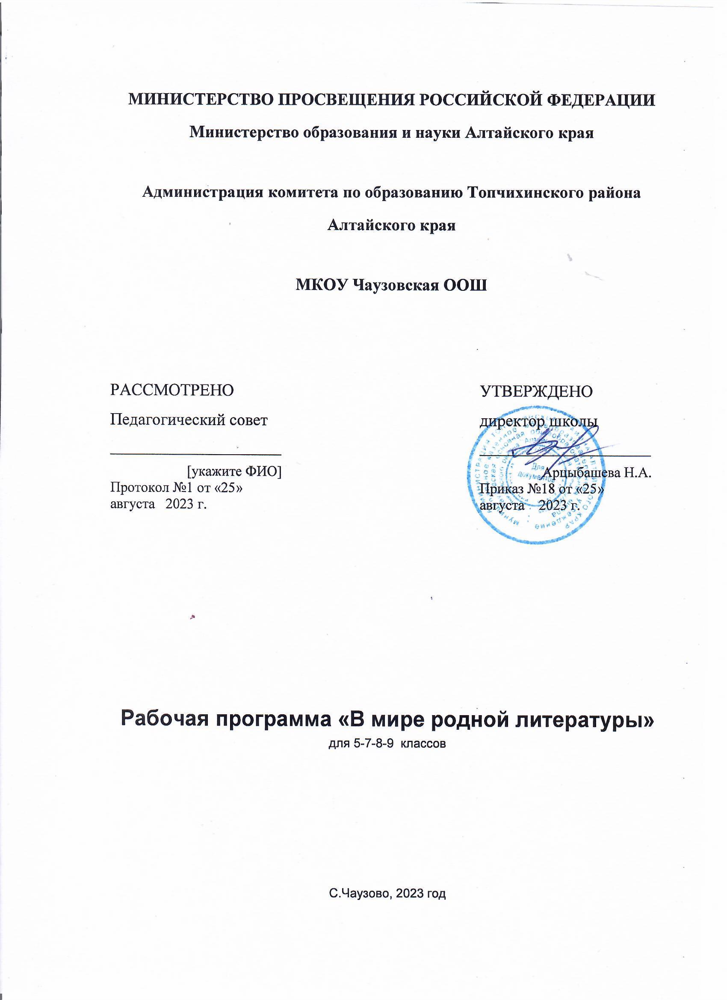 МИНИСТЕРСТВО ПРОСВЕЩЕНИЯ РОССИЙСКОЙ ФЕДЕРАЦИИ
Министерство образования и науки Алтайского края
Администрация комитета по образованию Топчихинского района
Алтайского края
МКОУ Чаузовская ООШ
РАССМОТРЕНО
Педагогический совет
[укажите ФИО]
Протокол №1 от «25»
августа 2023 г.
УТВЕРЖДЕНО
директор школы
Арцыбашева Н.А.
Приказ №18 от «25»
августа 2023 г.
Для
документов
Рабочая программа «В мире родной литературы»
для 5-7-8-9 классов
С.Чаузово, 2023 год